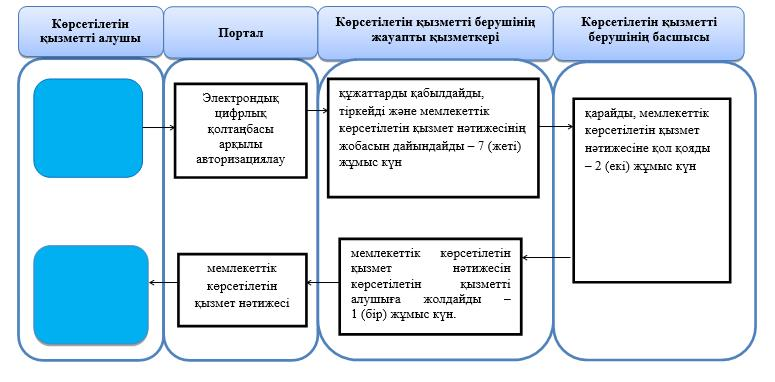 Көрсетілетін
қызметті алушы
Портал
Көрсетілетін қызметті берушінің
жауапты қызметкері
Көрсетілетін қызметті
берушінің басшысы
Электрондық
цифрлық
қолтаңбасы
арқылы
авторизациялау
құжаттарды қабылдайды,
тіркейді және мемлекеттік
көрсетілетін қызмет нәтижесінің
жобасын дайындайды – 7 (жеті)
жұмыс күн
қарайды, мемлекеттік
көрсетілетін қызмет
нәтижесіне қол қояды
– 2 (екі) жұмыс күн
мемлекеттік
көрсетілетін
қызмет нәтижесі
мемлекеттік көрсетілетін
қызмет нәтижесін
көрсетілетін қызметті
алушыға жолдайды –
1 (бір) жұмыс күн.